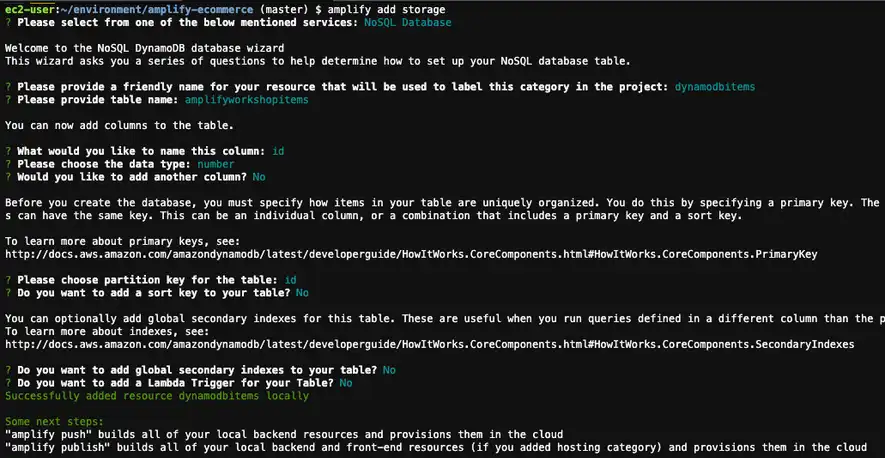 ec2-user:~/environment/amplify-ecommerce (master) $ amplify add storage
? Please select from one of the below mentioned services: NoSQL Database
Welcome to the NoSQL DynamoDB database wizard
This wizard asks you a series of questions to help determine how to set up your NoSQL database table.
? Please provide a friendly name for your resource that will be used to label this category in the project: dynamodbitems
? Please provide table name: amplifyworkshopitems
You can now add columns to the table.
? What would you like to name this column: id
? Please choose the data type: number
? Would you like to add another column? No
Before you create the database, you must specify how items in your table are uniquely organized. You do this by specifying a primary key. The
s can have the same key. This can be an individual column, or a combination that includes a primary key and a sort key.
To learn more about primary keys, see:
http://docs.aws.amazon.com/amazondynamodb/latest/developerguide/HowItWorks.CoreComponents.html#HowItWorks.CoreComponents.PrimaryKey
? Please choose partition key for the table: id
? Do you want to add a sort key to your table? No
You can optionally add global secondary indexes for this table. These are useful when you run queries defined in a different column than the p
To learn more about indexes, see:
http://docs.aws.amazon.com/amazondynamodb/latest/developerguide/HowItWorks.CoreComponents.html#HowItWorks.CoreComponents.SecondaryIndexes
? Do you want to add global secondary indexes to your table? No
? Do you want to add a Lambda Trigger for your Table? No
Successfully added resource dynamodbitems locally
Some next steps:
"amplify push" builds all of your local backend resources and provisions them in the cloud
"amplify publish" builds all of your local backend and front-end resources (if you added hosting category) and provisions them in the cloud